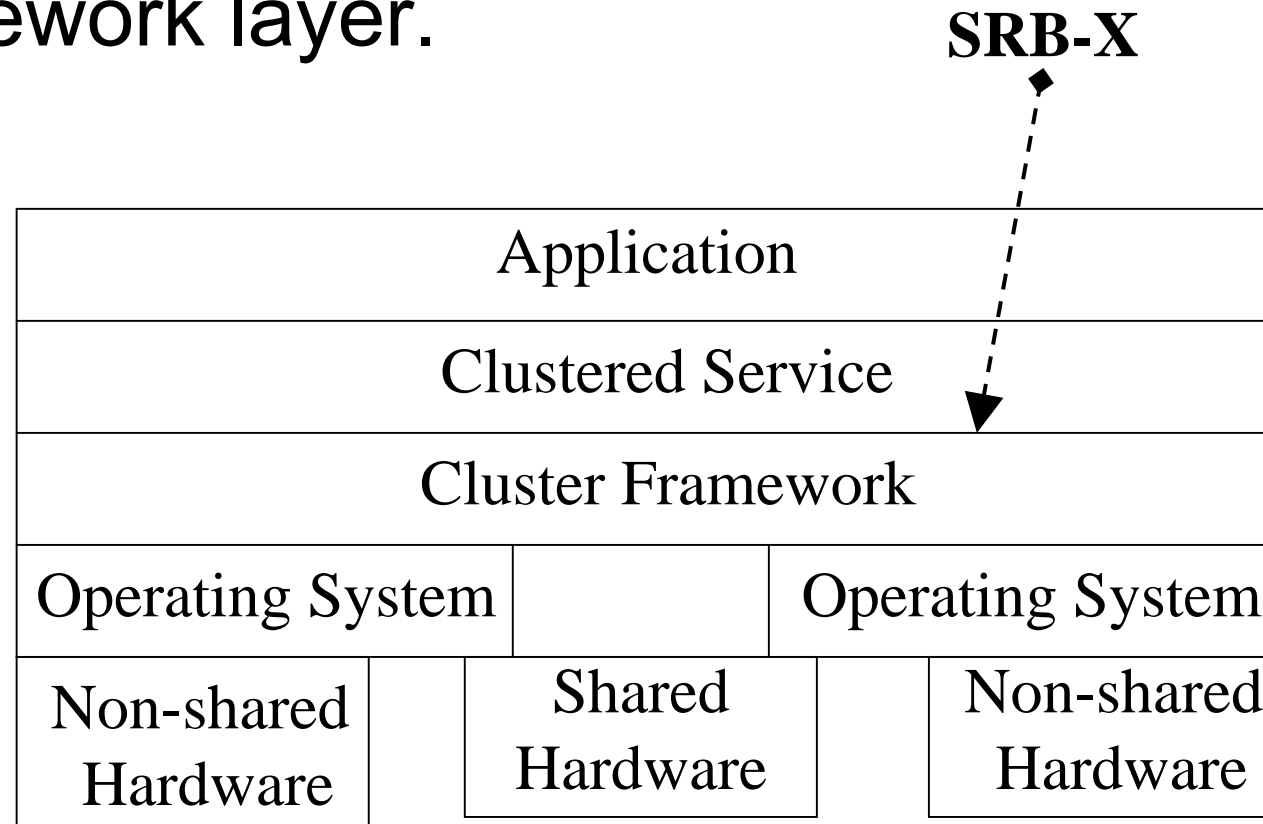 ework layer.
SRB-X
Application
Clustered Service
Cluster Framework
Operating System
Operating System
Non-shared
Hardware
Shared
Hardware
Non-shared
Hardware